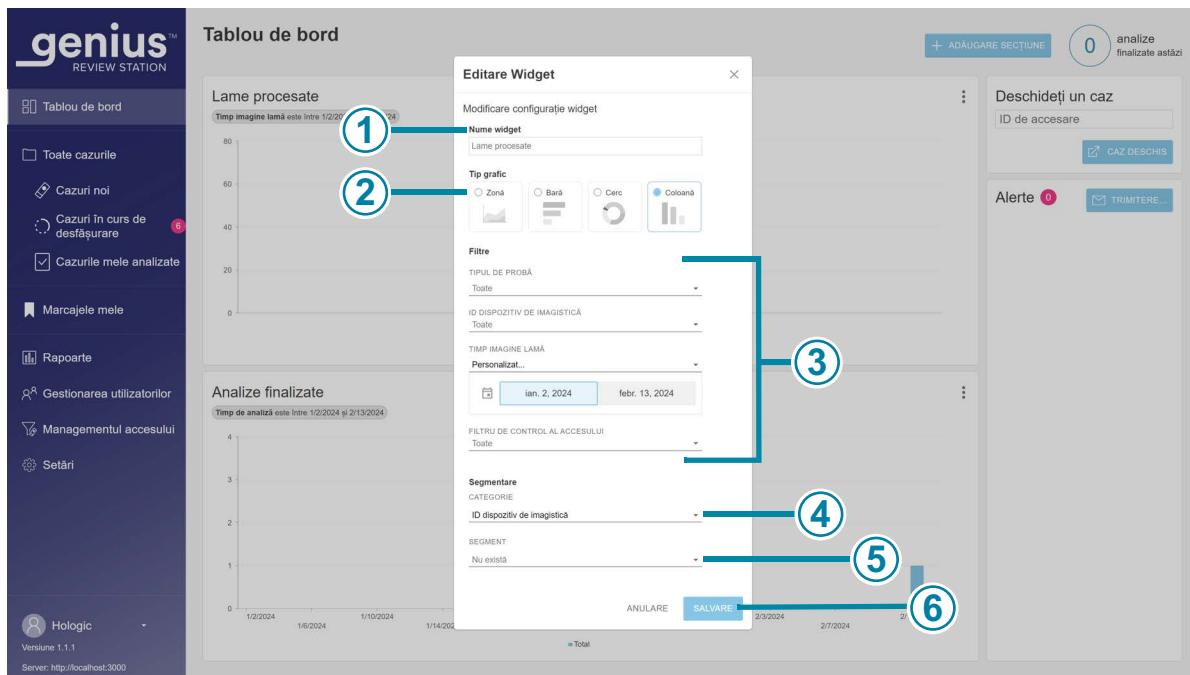 genius™
REVIEW STATION
Tablou de bord
Toate cazurile
Cazuri noi
Cazuri în curs de
desfășurare
6
Cazurile mele analizate
Marcajele mele
Rapoarte
Gestionarea utilizatorilor
Managementul accesului
Setări
Hologic
Versiune 1.1.1
Server: http://localhost:3000
Tablou de bord
+ ADĂUGARE SECȚIUNE
0
analize
finalizate astăzi
Lame procesate
Timp imagine lamă este între
80
60
40
20
0
Analize finalizate
Timp de analiză este între 1/2/2024 și 2/13/2024
4
3
2
1
0
1/2/2024
1/6/2024
1/10/2024
2/3/2024
2/7/2024
Total
Editare Widget
Modificare configurație widget
Nume widget
Lame procesate
Tip grafic
Zonă
Bară
Cerc
Coloană
Filtre
TIPUL DE PROBĂ
Toate
ID DISPOZITIV DE IMAGISTICĂ
Toate
TIMP IMAGINE LAMĂ
Personalizat...
ian. 2, 2024
febr. 13, 2024
FILTRU DE CONTROL AL ACCESULUI
Toate
Segmentare
CATEGORIE
ID dispozitiv de imagistică
SEGMENT
Nu există
ANULARE
SALVARE
1
2
3
4
5
6
Deschideți un caz
ID de accesare
CAZ DESCHIS
Alerte 0
TRIMITERE...